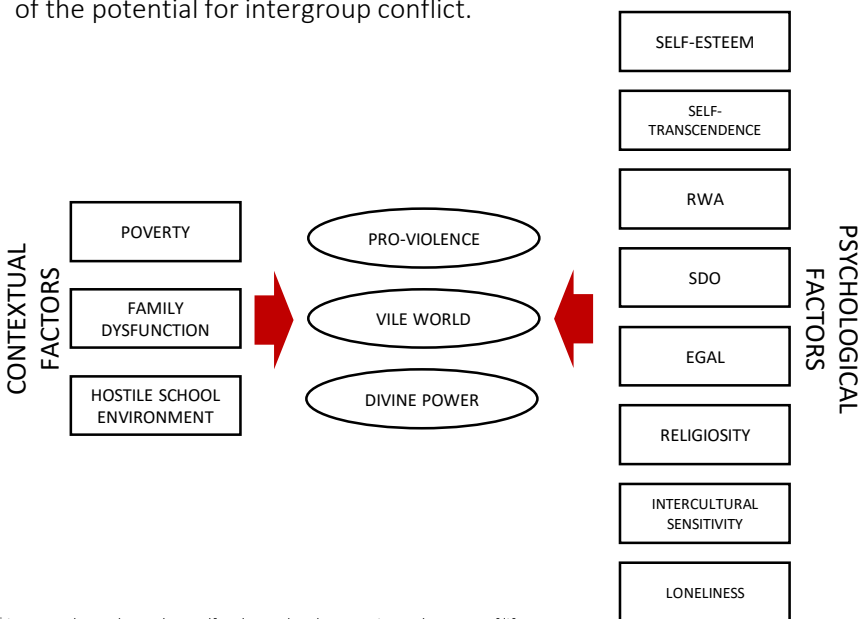 of the potential for intergroup conflict.
CONTEXTUAL
FACTORS
POVERTY
FAMILY
DYSFUNCTION
HOSTILE SCHOOL
ENVIRONMENT
PRO-VIOLENCE
VILE WORLD
DIVINE POWER
SELF-ESTEEM
SELF-
TRANSCENDENCE
RWA
SDO
EGAL
RELIGIOSITY
INTERCULTURAL
SENSITIVITY
LONELINESS
PSYCHOLOGICAL
FACTORS